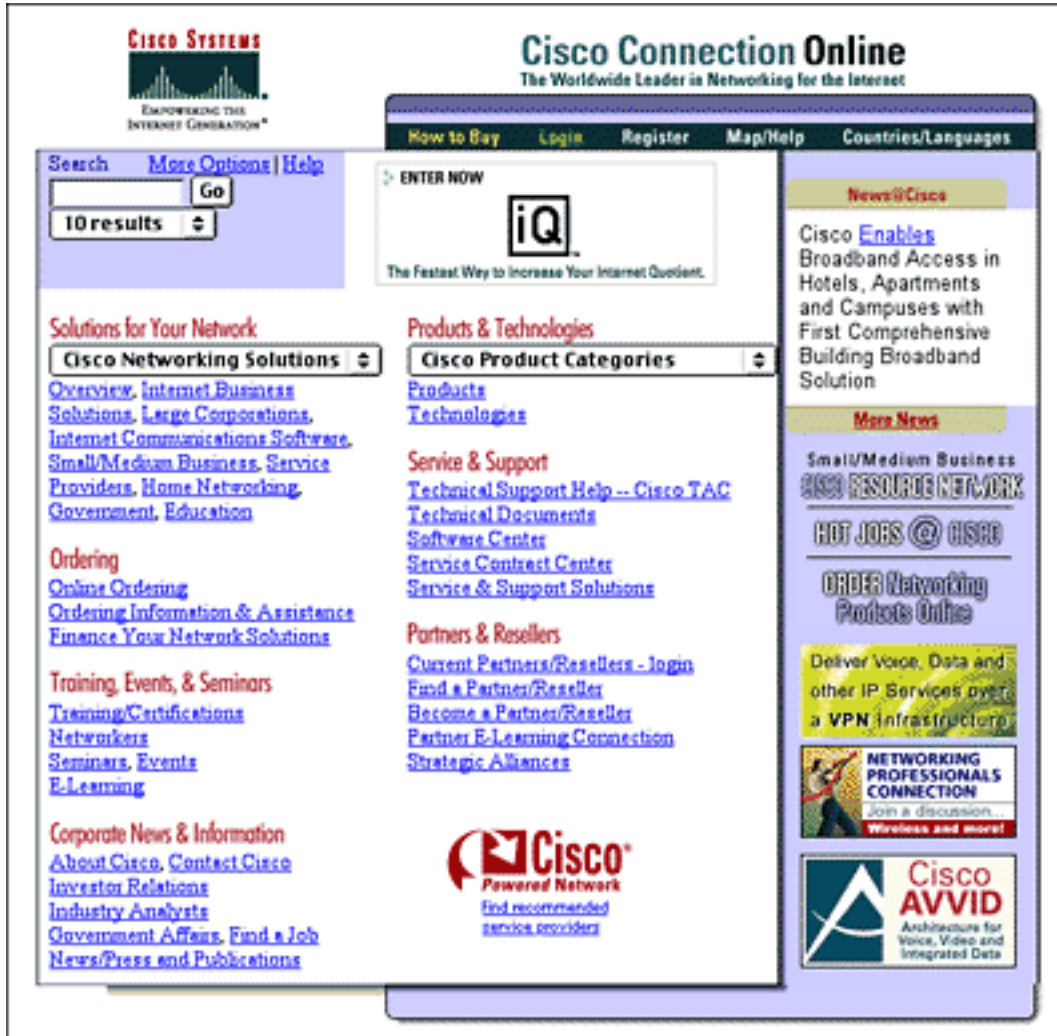 CISCO SYSTEMS
EMPOWERING THE
INTERNET GENERATION®
Cisco Connection Online
The Worldwide Leader in Networking for the Internet
How to Buy Login Register Map/Help Countries/Languages
Search More Options | Help
Go
10 results
ENTER NOW
iQ™
The Fastest Way to Increase Your Internet Quotient.
Solutions for Your Network
Cisco Networking Solutions
Overview, Internet Business
Solutions, Large Corporations,
Internet Communications Software,
Small/Medium Business, Service
Providers, Home Networking,
Government, Education
Ordering
Online Ordering
Ordering Information & Assistance
Finance Your Network Solutions
Training, Events, & Seminars
Training/Certifications
Networkers
Seminars, Events
E-Learning
Corporate News & Information
About Cisco, Contact Cisco
Investor Relations
Industry Analysts
Government Affairs, Find a Job
News/Press and Publications
Products & Technologies
Cisco Product Categories
Products
Technologies
Service & Support
Technical Support Help -- Cisco TAC
Technical Documents
Software Center
Service Contract Center
Service & Support Solutions
Partners & Resellers
Current Partners/Resellers - login
Find a Partner/Reseller
Become a Partner/Reseller
Partner E-Learning Connection
Strategic Alliances
Cisco®
Powered Network
find recommended
service providers
News@Cisco
Cisco Enables
Broadband Access in
Hotels, Apartments
and Campuses with
First Comprehensive
Building Broadband
Solution
More News
Small/Medium Business
CISCO RESOURCE NETWORK
HOT JOBS @ CISCO
ORDER Networking
Products Online
Deliver Voice, Data and
other IP Services over
a VPN Infrastructure
NETWORKING
PROFESSIONALS
CONNECTION
Join a discussion...
Wireless and more!
Cisco
AVVID
Architecture for
Voice, Video and
Integrated Data